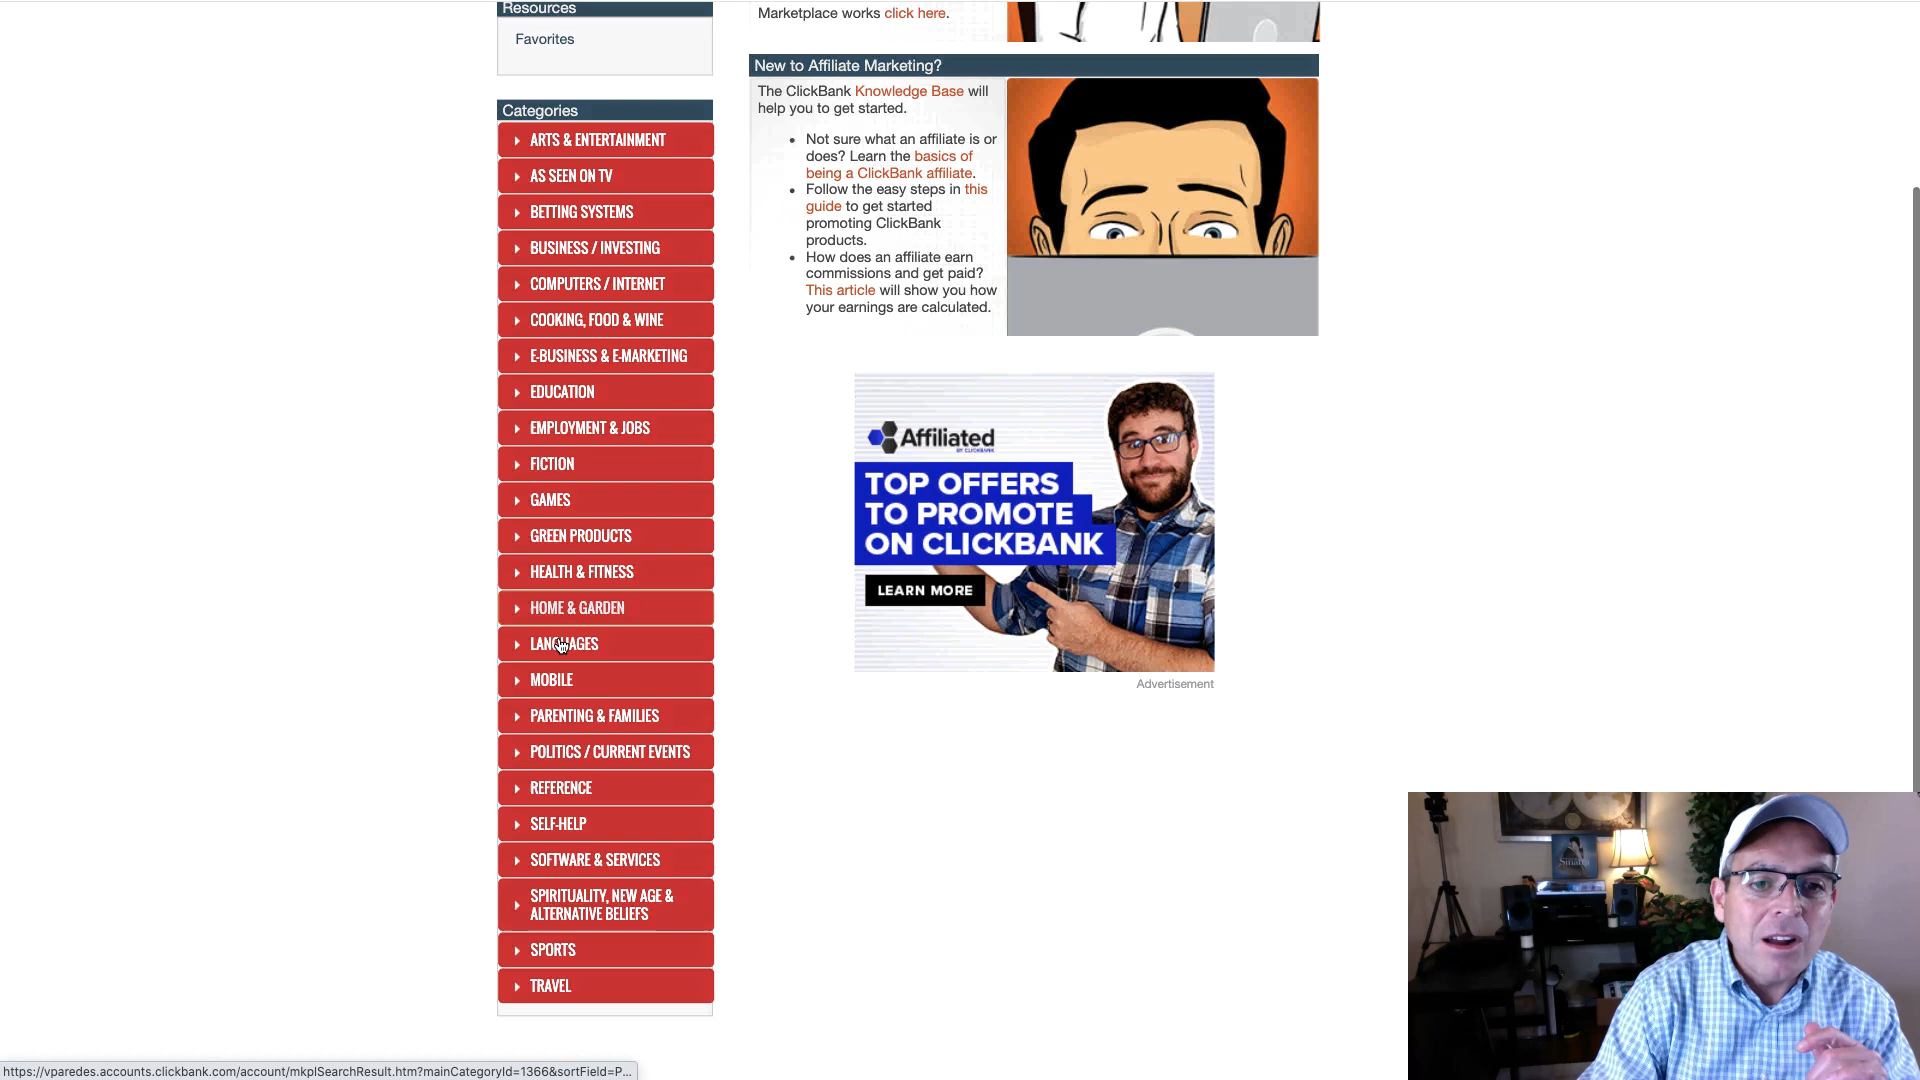 Resources
Favorites
Categories
ARTS & ENTERTAINMENT
AS SEEN ON TV
BETTING SYSTEMS
BUSINESS / INVESTING
COMPUTERS / INTERNET
COOKING, FOOD & WINE
E-BUSINESS & E-MARKETING
EDUCATION
EMPLOYMENT & JOBS
FICTION
GAMES
GREEN PRODUCTS
HEALTH & FITNESS
HOME & GARDEN
LANGUAGES
MOBILE
PARENTING & FAMILIES
POLITICS / CURRENT EVENTS
REFERENCE
SELF-HELP
SOFTWARE & SERVICES
SPIRITUALITY, NEW AGE &
ALTERNATIVE BELIEFS
SPORTS
TRAVEL
Marketplace works click here.
New to Affiliate Marketing?
The ClickBank Knowledge Base will
help you to get started.
Not sure what an affiliate is or
does? Learn the basics of
being a ClickBank affiliate.
Follow the easy steps in this
guide to get started
promoting ClickBank
products.
How does an affiliate earn
commissions and get paid?
This article will show you how
your earnings are calculated.
Affiliated
BY CLICKBANK
TOP OFFERS
TO PROMOTE
ON CLICKBANK
LEARN MORE
Advertisement
Sinatra
https://vparedes.accounts.clickbank.com/account/mkplSearchResult.htm?mainCategoryId=1366&sortField=P...